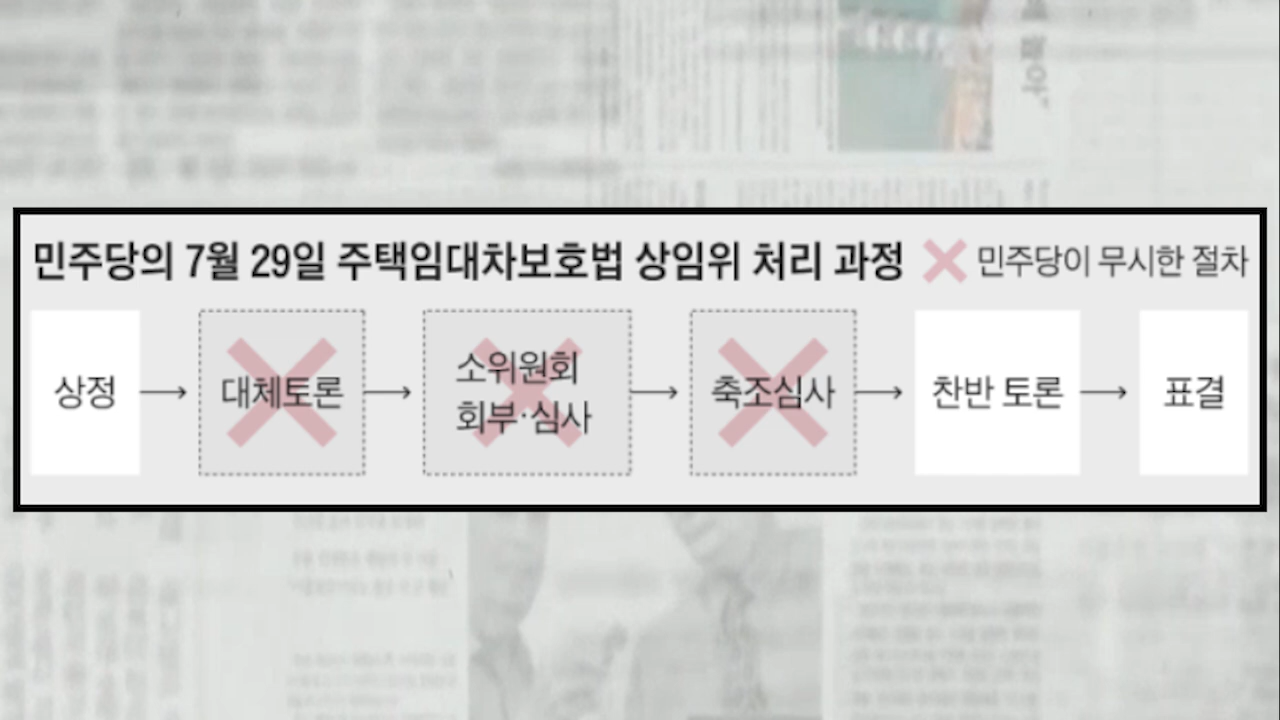 민주당의 7월 29일 주택임대차보호법 상임위 처리 과정
민주당이 무시한 절차
상정
대체토론
소위원회
회부·심사
축조심사
찬반 토론
표결